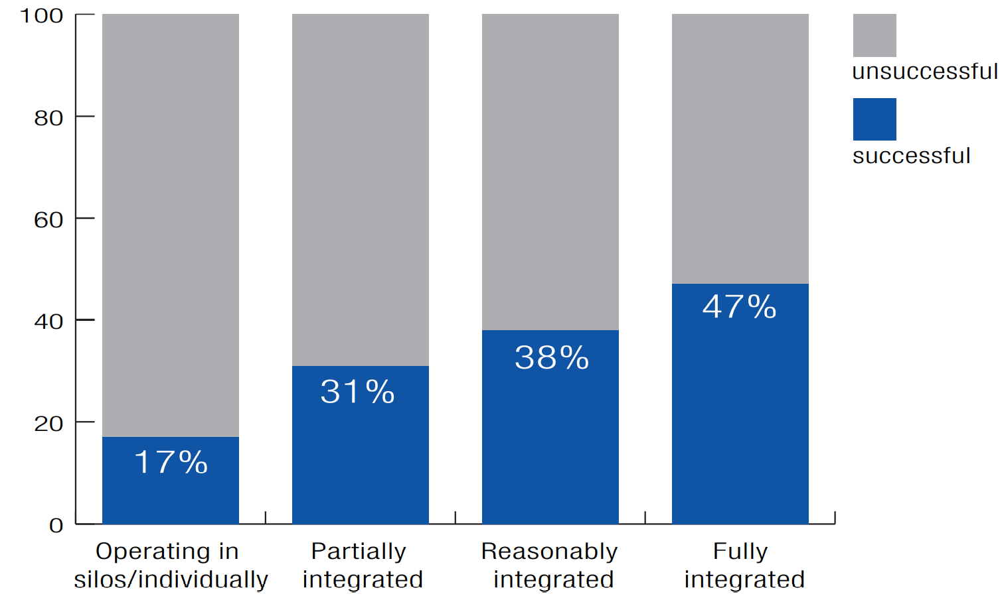 100
80
60
40
20
0
17%
31%
38%
47%
Operating in
silos/individually
Partially
integrated
Reasonably
integrated
Fully
integrated
unsuccessful
successful